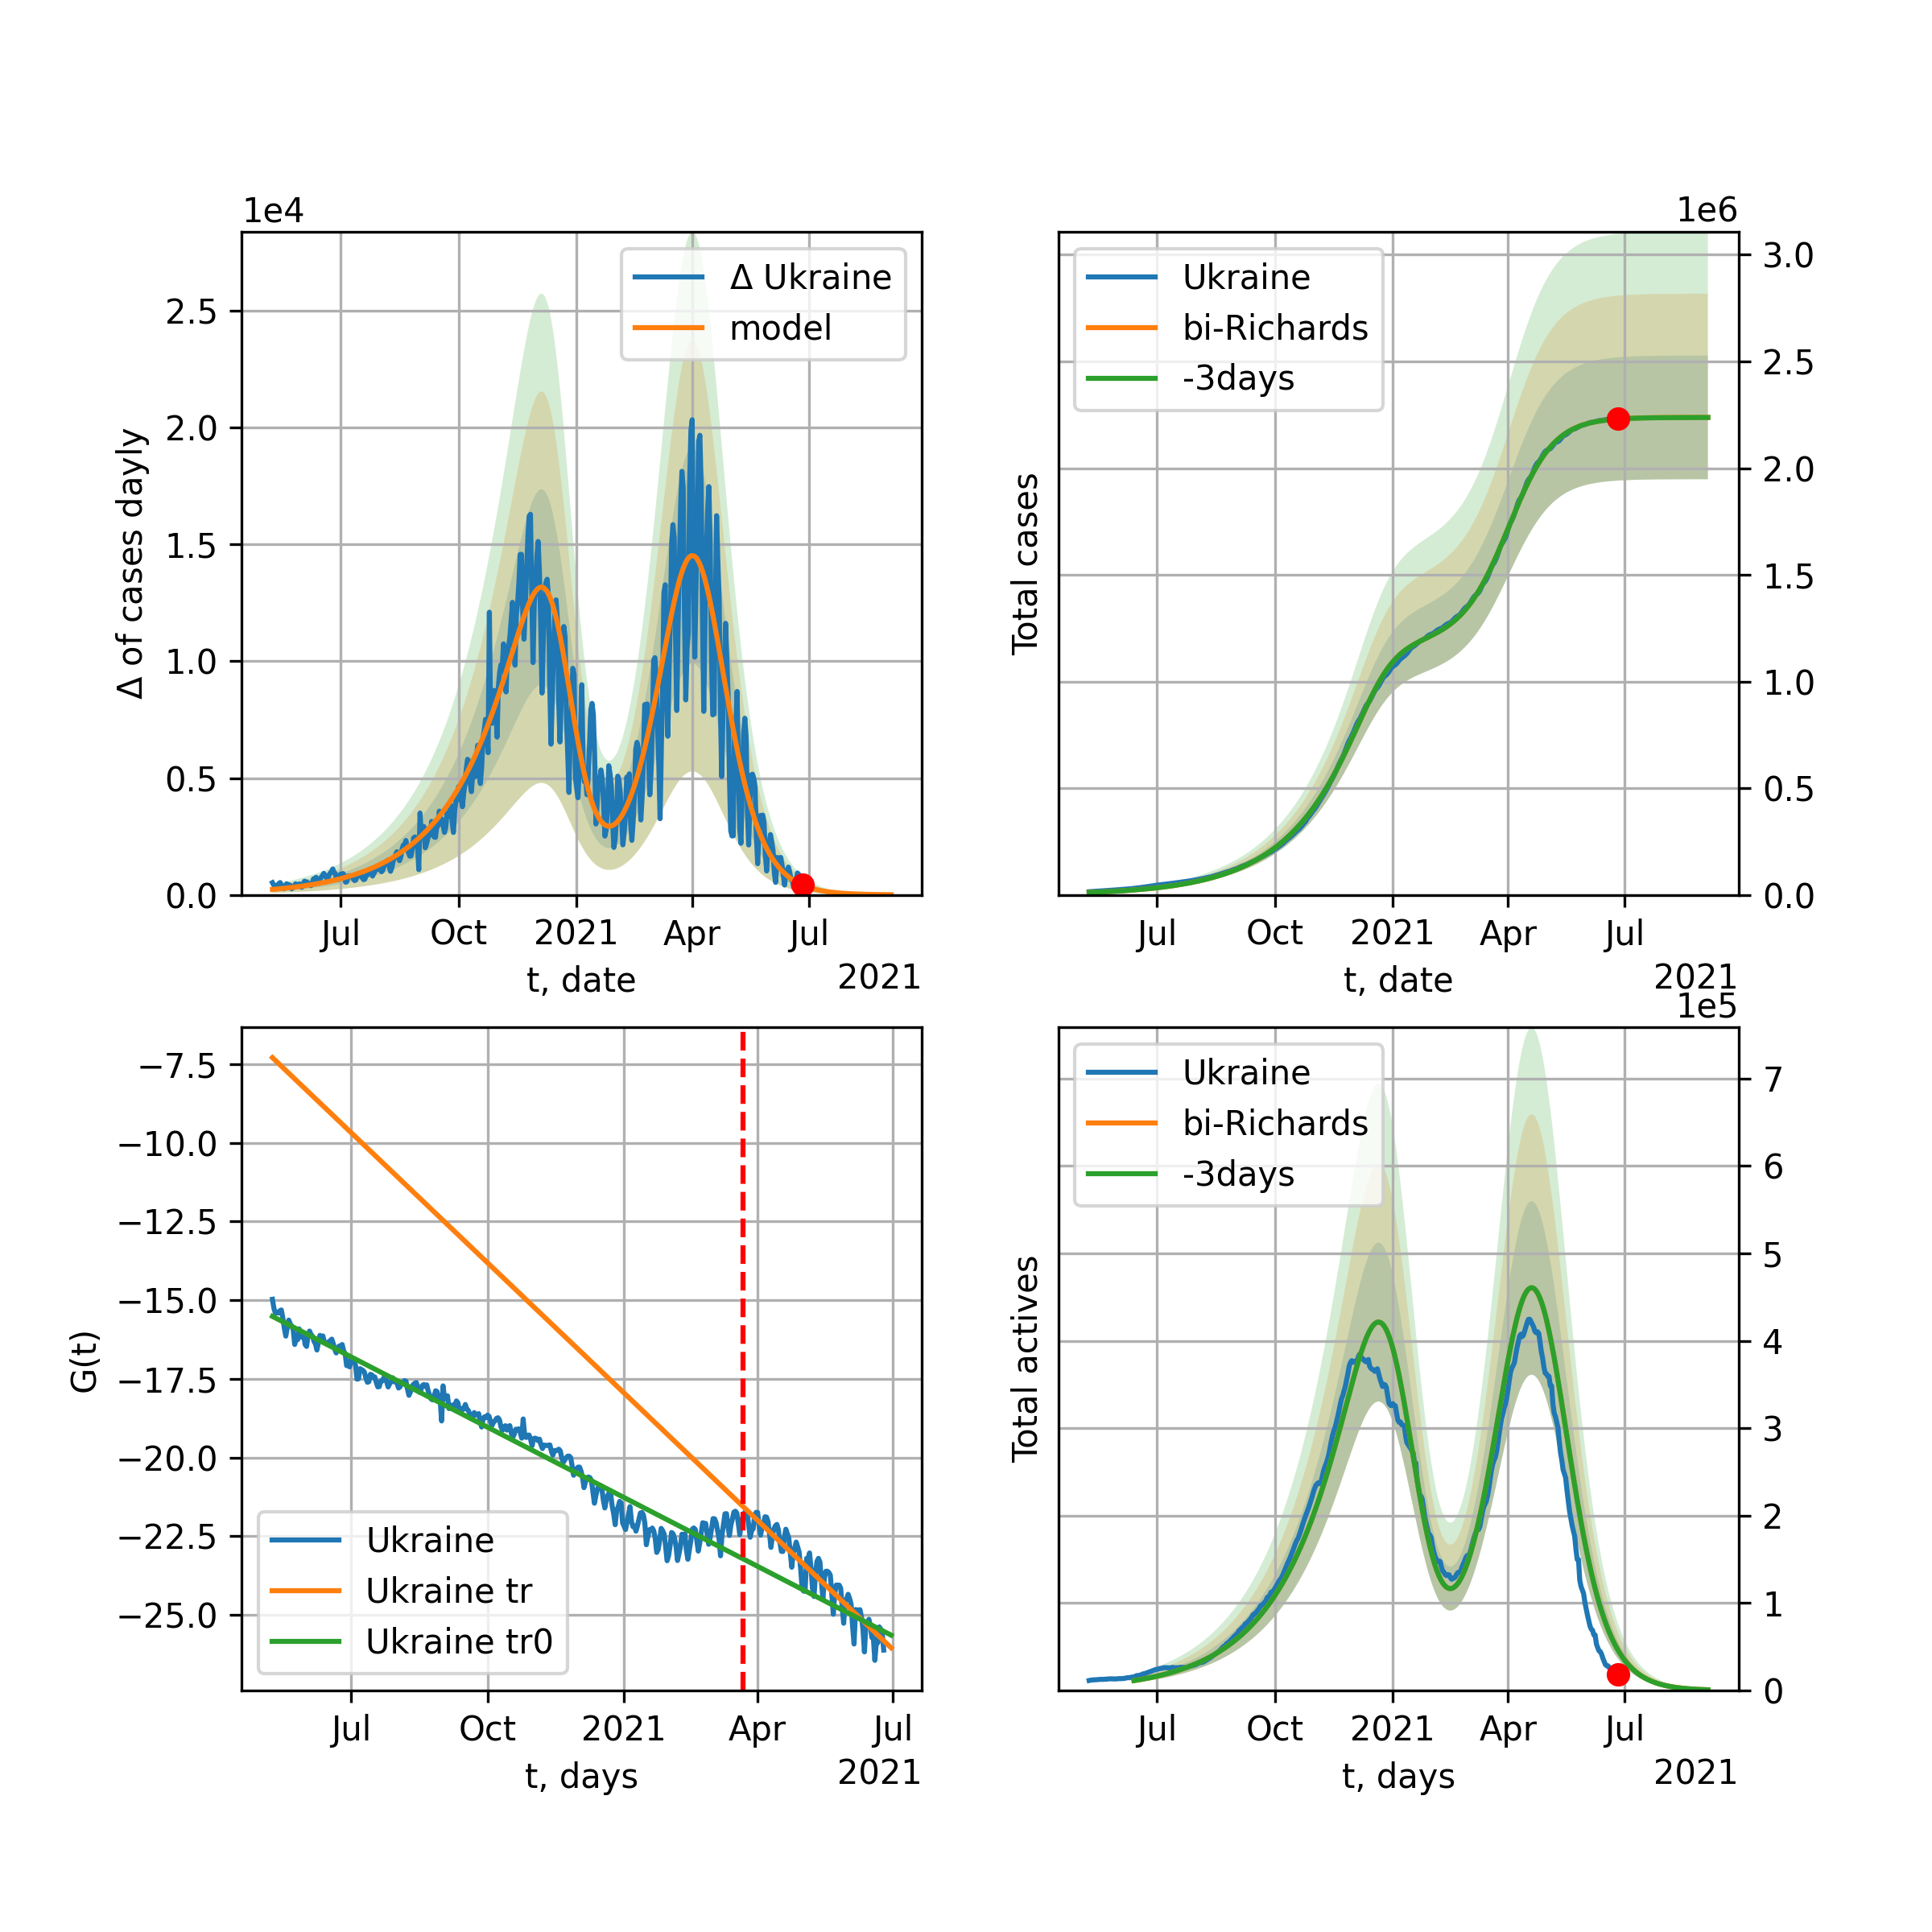 1e4
Δ of cases dayly
2.5
2.0
1.5
1.0
0.5
0.0
Δ Ukraine
model
Jul
Oct
2021
Apr
Jul
t, date
2021
1e6
Total cases
Ukraine
bi-Richards
-3days
3.0
2.5
2.0
1.5
1.0
0.5
0.0
Jul
Oct
2021
Apr
Jul
t, date
2021
G(t)
−7.5
−10.0
−12.5
−15.0
−17.5
−20.0
−22.5
−25.0
Ukraine
Ukraine tr
Ukraine tr0
Jul
Oct
2021
Apr
Jul
t, days
2021
1e5
Total actives
Ukraine
bi-Richards
-3days
7
6
5
4
3
2
1
0
Jul
Oct
2021
Apr
Jul
t, days
2021